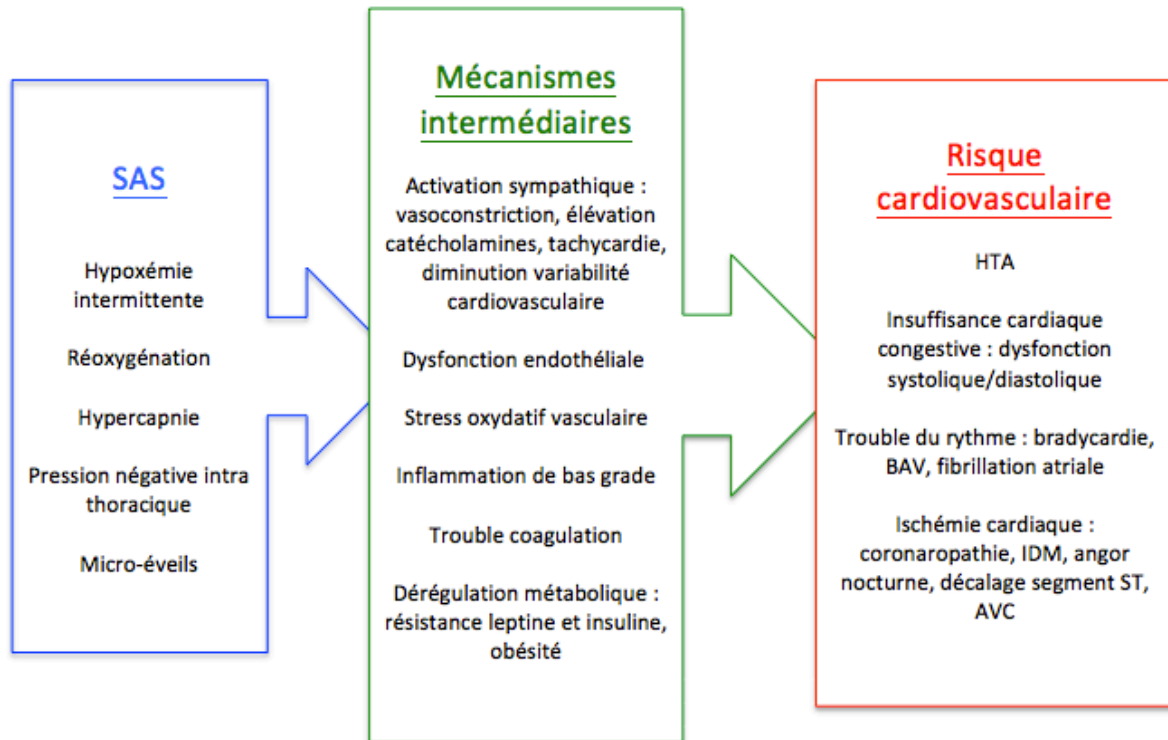 SAS
Hypoxémie
intermittente
Réoxygénation
Hypercapnie
Pression négative intra
thoracique
Micro-éveils
Mécanismes
intermédiaires
Activation sympathique :
vasoconstriction, élévation
catécholamines, tachycardie,
diminution variabilité
cardiovasculaire
Dysfonction endothéliale
Stress oxydatif vasculaire
Inflammation de bas grade
Trouble coagulation
Dérégulation métabolique :
résistance leptine et insuline,
obésité
Risque
cardiovasculaire
HTA
Insuffisance cardiaque
congestive : dysfonction
systolique/diastolique
Trouble du rythme : bradycardie,
BAV, fibrillation atriale
Ischémie cardiaque :
coronaropathie, IDM, angor
nocturne, décalage segment ST,
AVC